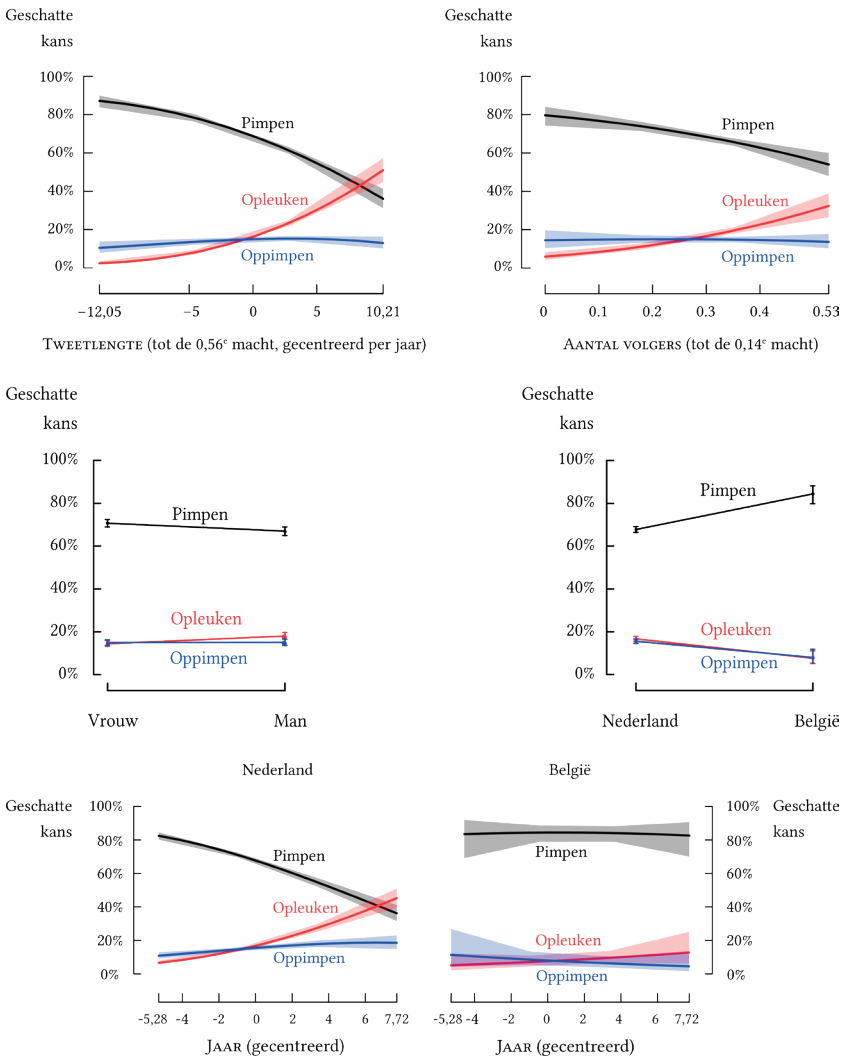 Geschatte
kans
100%
80%
60%
40%
20%
0%
Pimpen
Opleuken
Oppimpen
−12,05 −5 0 5 10,21
Tweetlengte (tot de 0,56e macht, gecentreerd per jaar)
Geschatte
kans
100%
80%
60%
40%
20%
0%
Pimpen
Opleuken
Oppimpen
0 0.1 0.2 0.3 0.4 0.53
Aantal volgers (tot de 0,14e macht)
Geschatte
kans
100%
80%
60%
40%
20%
0%
Pimpen
Opleuken
Oppimpen
Vrouw Man
Geschatte
kans
100%
80%
60%
40%
20%
0%
Pimpen
Opleuken
Oppimpen
Nederland België
Nederland
Geschatte
kans
100%
80%
60%
40%
20%
0%
Pimpen
Opleuken
Oppimpen
-5,28 -4 -2 0 2 4 6 7,72
Jaar (gecentreerd)
België
Pimpen
Opleuken
Oppimpen
100%
80%
60%
40%
20%
0%
Geschatte
kans
-5,28 -4 -2 0 2 4 6 7,72
Jaar (gecentreerd)